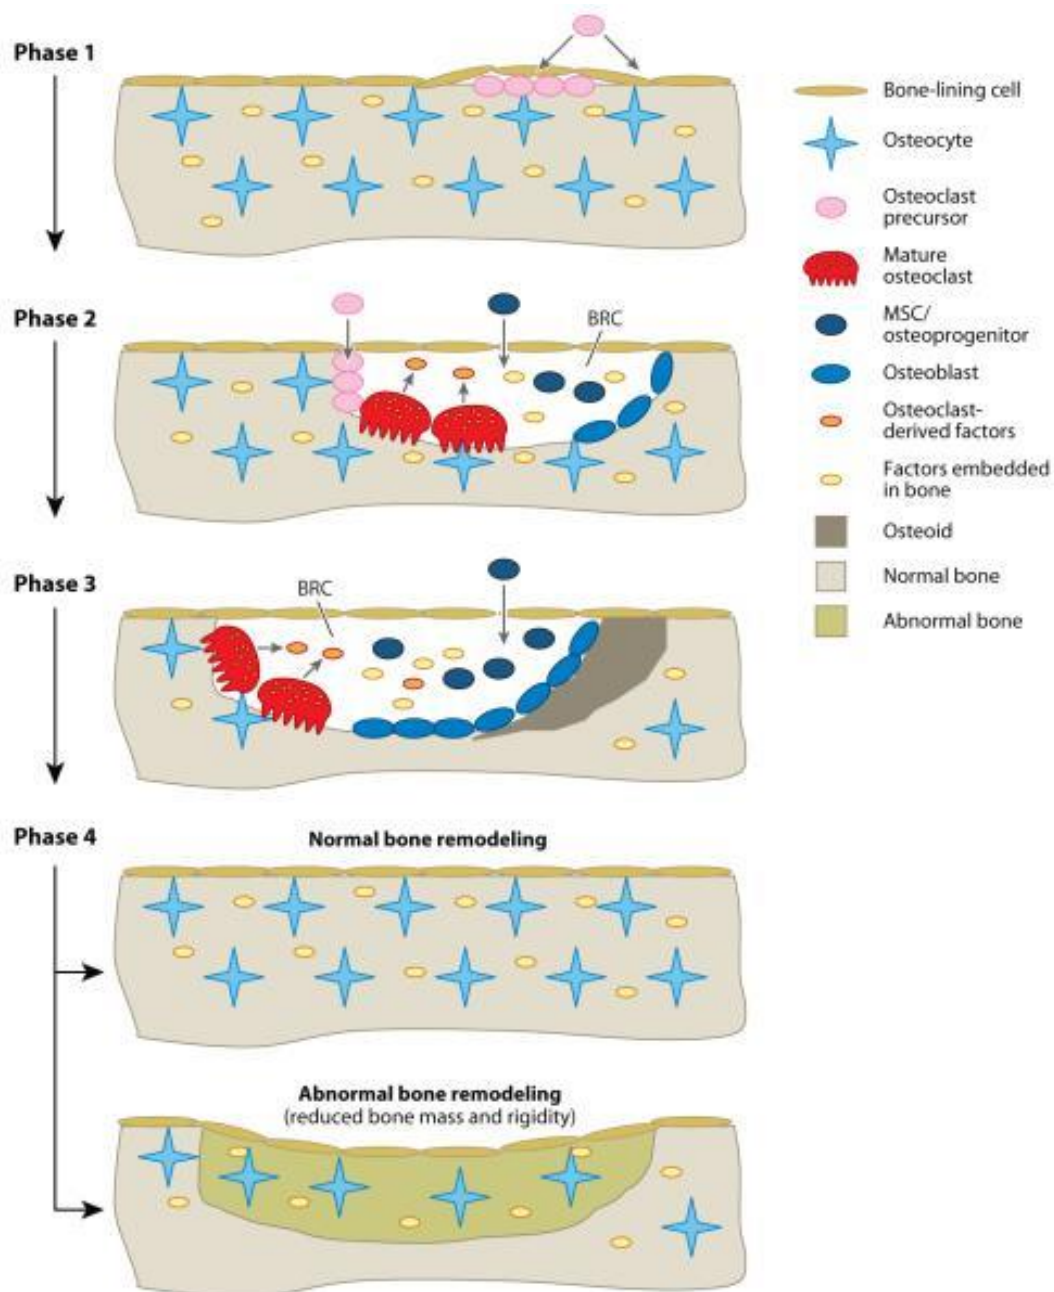 Phase 1
Bone-lining cell
Osteocyte
Osteoclast
precursor
Mature
osteoclast
Phase 2
BRC
MSC/
osteoprogenitor
Osteoblast
Osteoclast-
derived factors
Factors embedded
in bone
Osteoid
Phase 3
BRC
Normal bone
Abnormal bone
Phase 4
Normal bone remodeling
Abnormal bone remodeling
(reduced bone mass and rigidity)